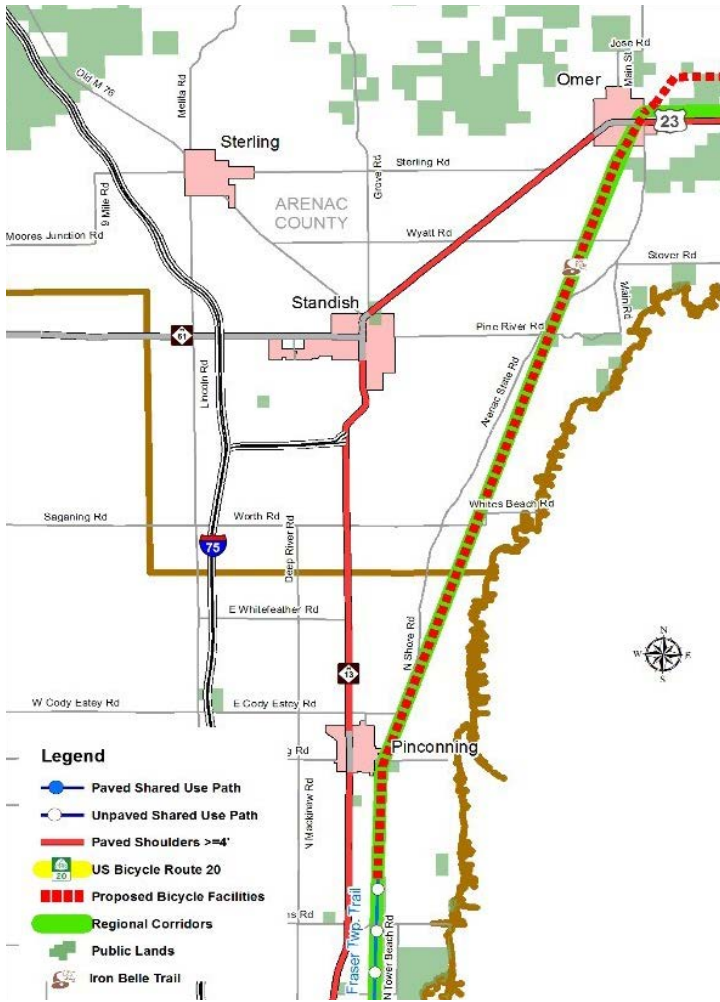 Jose Rd
Main St
Omer
Old M 76
Melita Rd
23
Sterling
Grove Rd
Sterling Rd
9 Mile Rd
ARENAC
COUNTY
Moores Junction Rd
Wyatt Rd
Stover Rd
Standish
Main Rd
61
Pine River Rd
Lincoln Rd
Arenac State Rd
Whites Beach Rd
Saganing Rd
Worth Rd
Deep River Rd
75
E Whitefeather Rd
N Shore Rd
N
W
E
S
13
W Cody Estey Rd
E Cody Estey Rd
Pinconning
g Rd
Legend
Paved Shared Use Path
Unpaved Shared Use Path
Paved Shoulders >=4'
20
US Bicycle Route 20
Proposed Bicycle Facilities
Regional Corridors
Public Lands
Iron Belle Trail
N Mackinaw Rd
ns Rd
Fraser Twp. Trail
N Tower Beach Rd